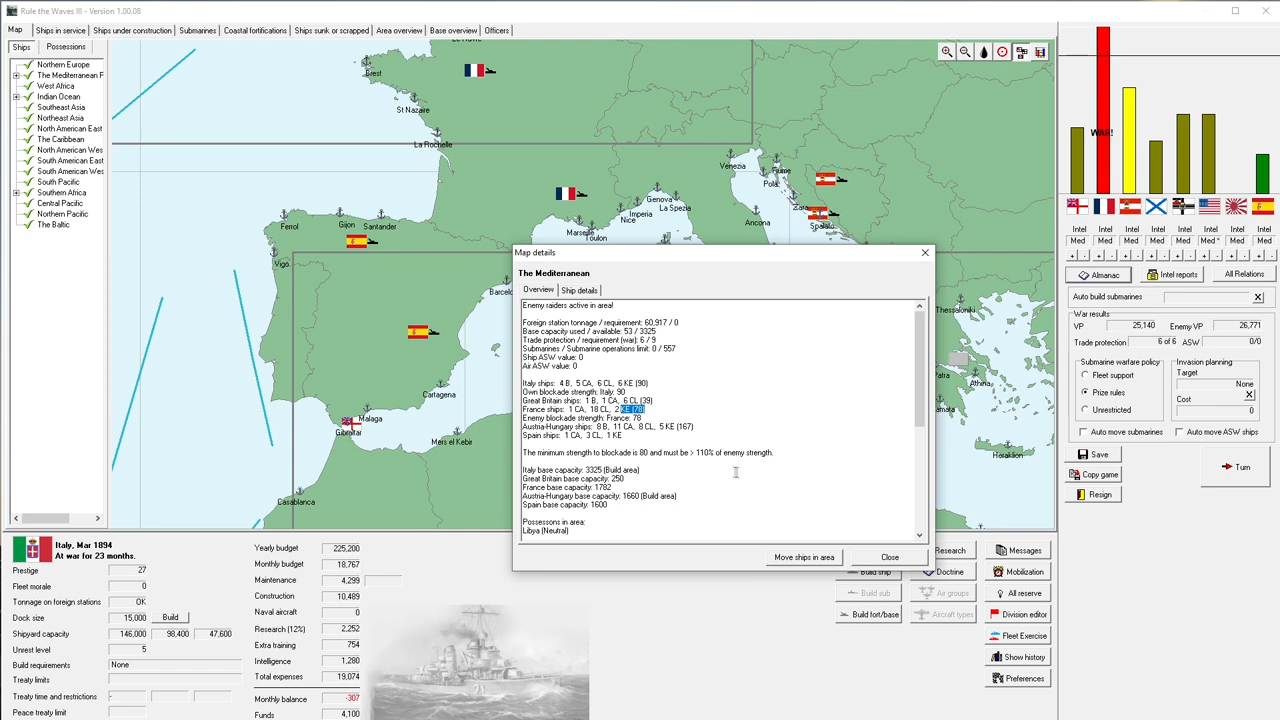 Rule the Waves III - Version 1.00.08
Map
Ships in service
Ships under construction
Submarines
Coastal fortifications
Ships sunk or scrapped
Area overview
Base overview
Officers
Ships
Possessions
Northern Europe
The Mediterranean F
West Africa
Indian Ocean
Southeast Asia
Northeast Asia
North American East
The Caribbean
North American Wes
South American East
South American Wes
South Pacific
Southern Africa
Central Pacific
Northern Pacific
The Baltic
Brest
St Nazaire
La Rochelle
Ferrol
Gijon
Santander
Vigo
Barcel
Cartagena
Malaga
Gibraltar
Mers el Kebir
Casablanca
Marse
Toulon
Nice
Imperia
Genova
La Spezia
Venezia
Fiume
Pola
Zara
Ancona
Spalato
Thessaloniki
Patra
Athina
Heraklion
Map details
The Mediterranean
Overview
Ship details
Enemy raiders active in area!
Foreign station tonnage / requirement: 60,917 / 0
Base capacity used / available: 53 / 3325
Trade protection / requirement (war): 6 / 9
Submarines / Submarine operations limit: 0 / 557
Ship ASW value: 0
Air ASW value: 0
Italy ships: 4 B, 5 CA, 6 CL, 6 KE (90)
Own blockade strength: Italy: 90
Great Britain ships: 1 B, 1 CA, 6 CL (39)
France ships: 1 CA, 18 CL, 2 KE (78)
Enemy blockade strength: France: 78
Austria-Hungary ships: 8 B, 11 CA, 8 CL, 5 KE (167)
Spain ships: 1 CA, 3 CL, 1 KE
The minimum strength to blockade is 80 and must be > 110% of enemy strength.
Italy base capacity: 3325 (Build area)
Great Britain base capacity: 250
France base capacity: 1782
Austria-Hungary base capacity: 1660 (Build area)
Spain base capacity: 1600
Possessons in area:
Libya (Neutral)
Move ships in area
Close
WAR!
Intel Intel Intel Intel Intel Intel Intel Intel
Med Med Med Med Med Med * Med Med
+ - + - + - + - + - + - + - + -
Almanac
Intel reports
All Relations
Auto build submarines
X
War results
VP 25,140 Enemy VP 26,771
Trade protection 6 of 6 ASW 0/0
Submarine warfare policy
Fleet support
Prize rules
Unrestricted
Invasion planning
Target
None
Cost
X
0
Auto move submarines
Auto move ASW ships
Save
Copy game
Resign
Turn
Italy, Mar 1894
At war for 23 months.
Prestige 27
Fleet morale 0
Tonnage on foreign stations OK
Dock size 15,000 Build
Shipyard capacity 146,000 98,400 47,600
Unrest level 5
Build requirements None
Treaty limits
Treaty time and restrictions -
Peace treaty limit
Yearly budget 225,200
Monthly budget 18,767
Maintenance 4,299
Construction 10,489
Naval aircraft 0
Research (12%) 2,252
Extra training 754
Intelligence 1,280
Total expenses 19,074
Monthly balance -307
Funds 4,100
Research
Messages
Build ship
Doctrine
Mobilization
Build sub
Air groups
All reserve
Build fort/base
Aircraft types
Division editor
Fleet Exercise
Show history
Preferences